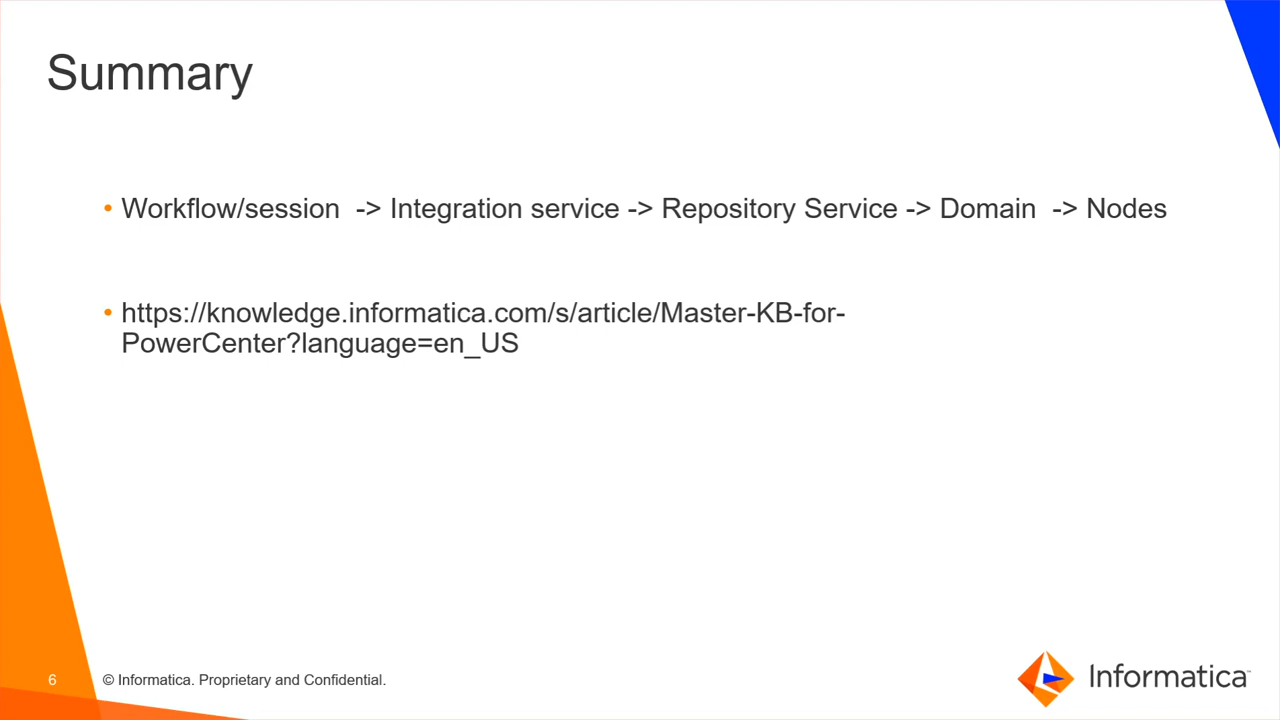 Summary
• Workflow/session -> Integration service -> Repository Service -> Domain -> Nodes
• https://knowledge.informatica.com/s/article/Master-KB-for-
PowerCenter?language=en_US
6
© Informatica. Proprietary and Confidential.
Informatica™